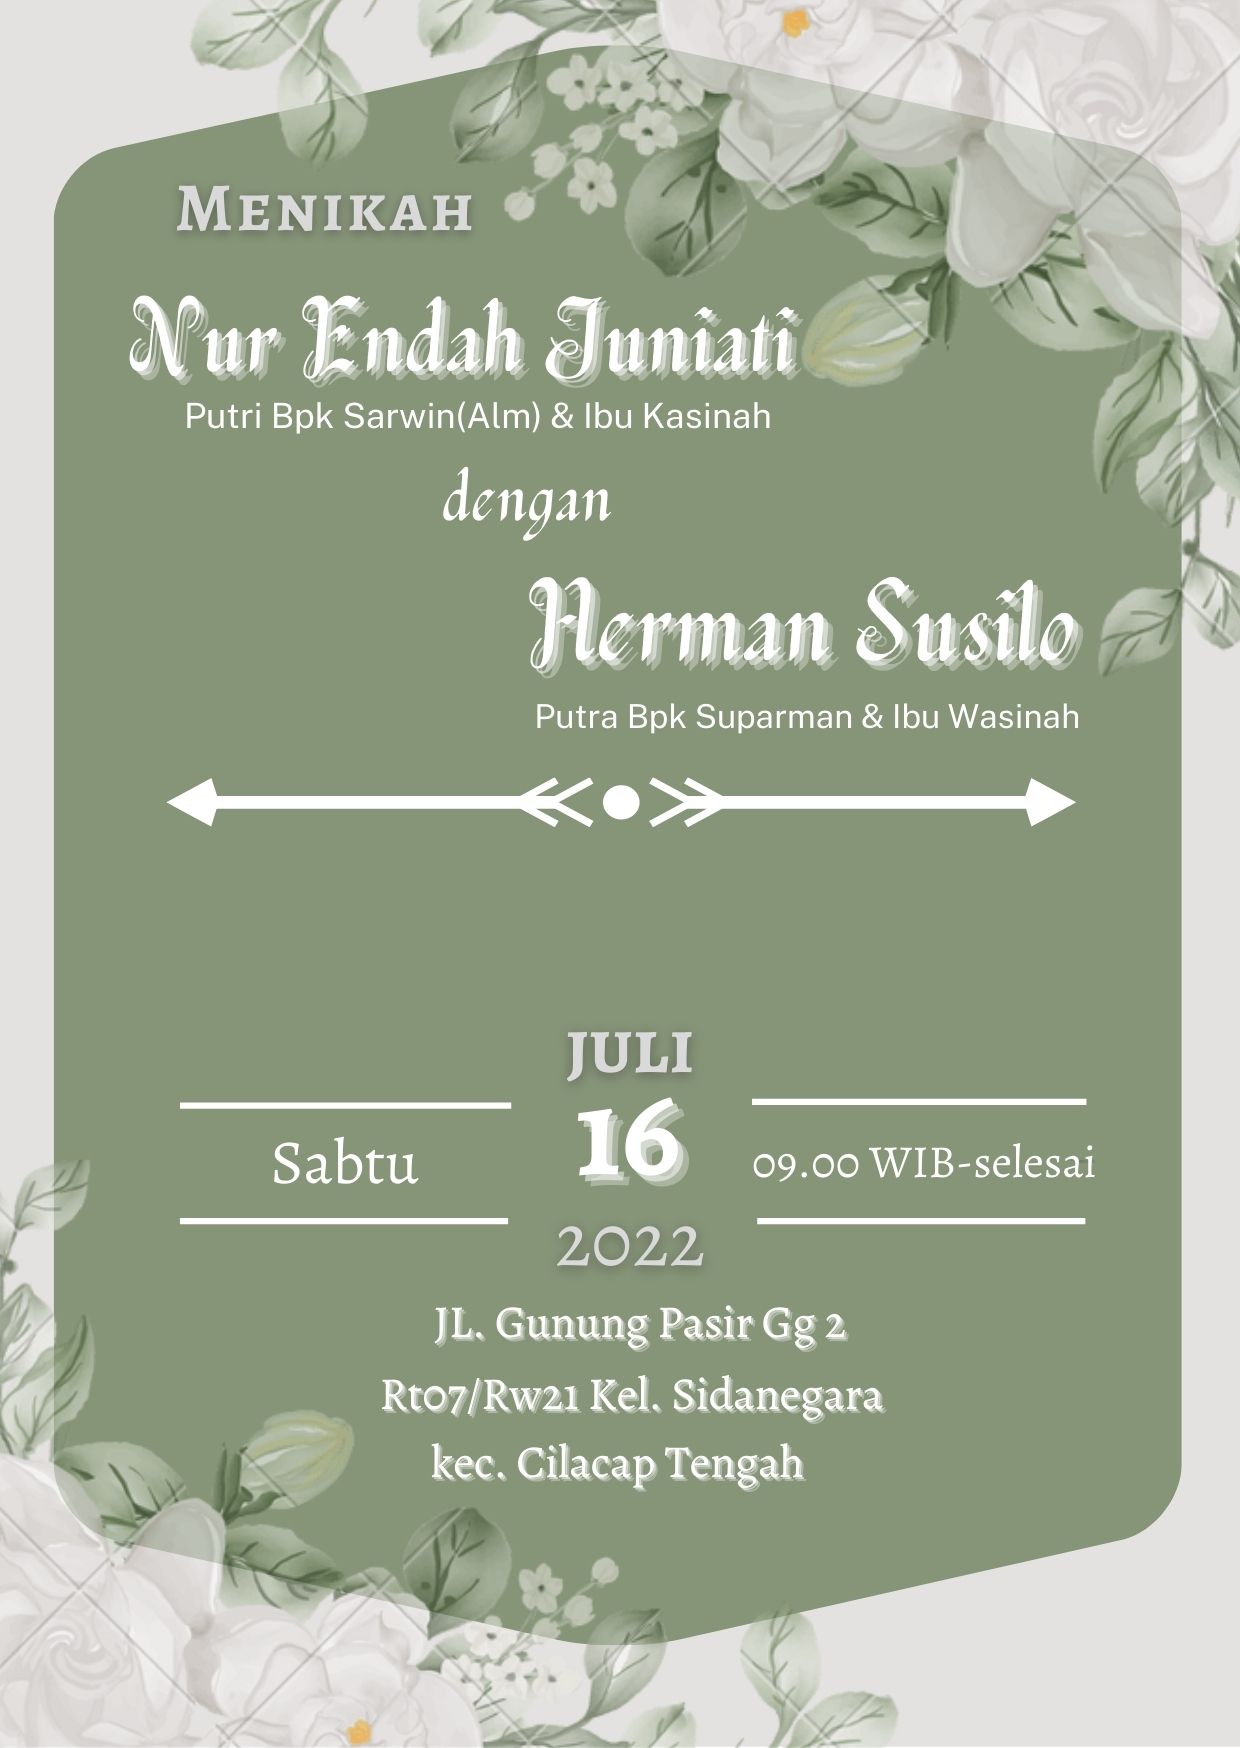 MENIKAH
Nur Endah Juniati
Putri Bpk Sarwin(Alm) & Ibu Kasinah
dengan
Herman Susilo
Putra Bpk Suparman & Ibu Wasinah
JULI
Sabtu
16
09.00 WIB-selesai
2022
JL. Gunung Pasir Gg 2
Rt07/Rw21 Kel. Sidanegara
kec. Cilacap Tengah